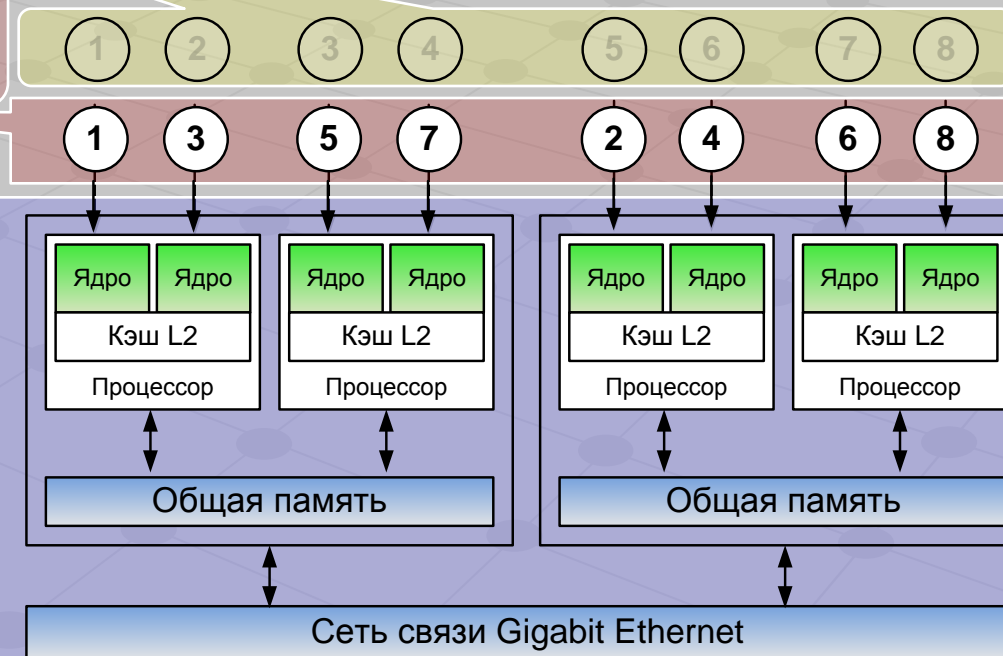 1 2 3 4 5 6 7 8
1 3 5 7 2 4 6 8
Ядро Ядро Ядро Ядро Ядро Ядро Ядро Ядро
Кэш L2 Кэш L2 Кэш L2 Кэш L2
Процессор Процессор Процессор Процессор
Общая память Общая память
Сеть связи Gigabit Ethernet